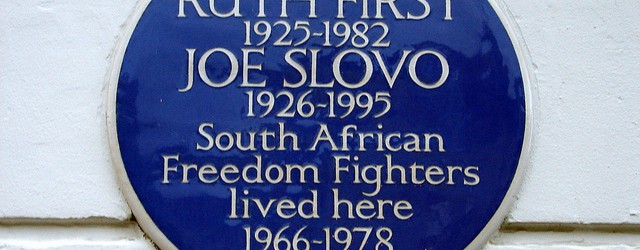 RUTH FIRST
1925-1982
JOE SLOVO
1926-1995
South African
Freedom Fighters
lived here
1966-1978